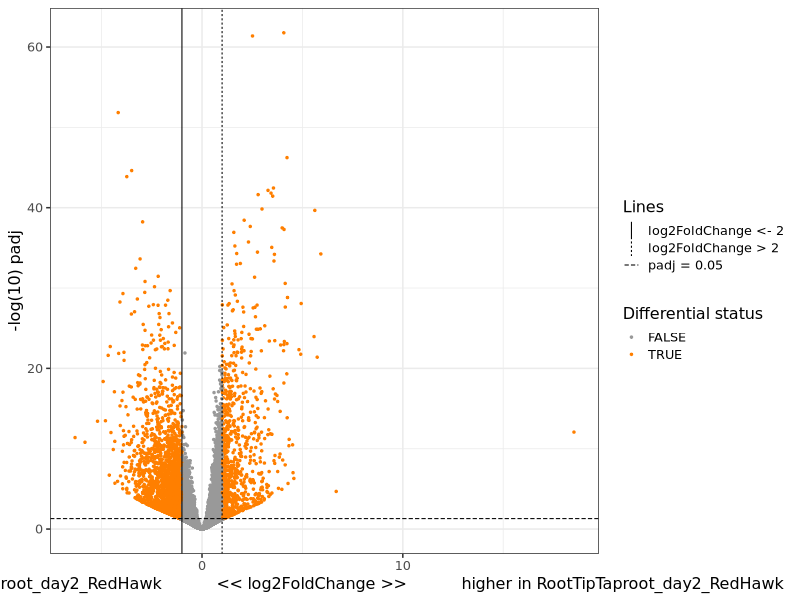 60
40
20
0
-log(10) padj
0
10
root_day2_RedHawk << log2FoldChange >> higher in RootTipTaproot_day2_RedHawk
Lines
log2FoldChange <- 2
log2FoldChange > 2
padj = 0.05
Differential status
FALSE
TRUE